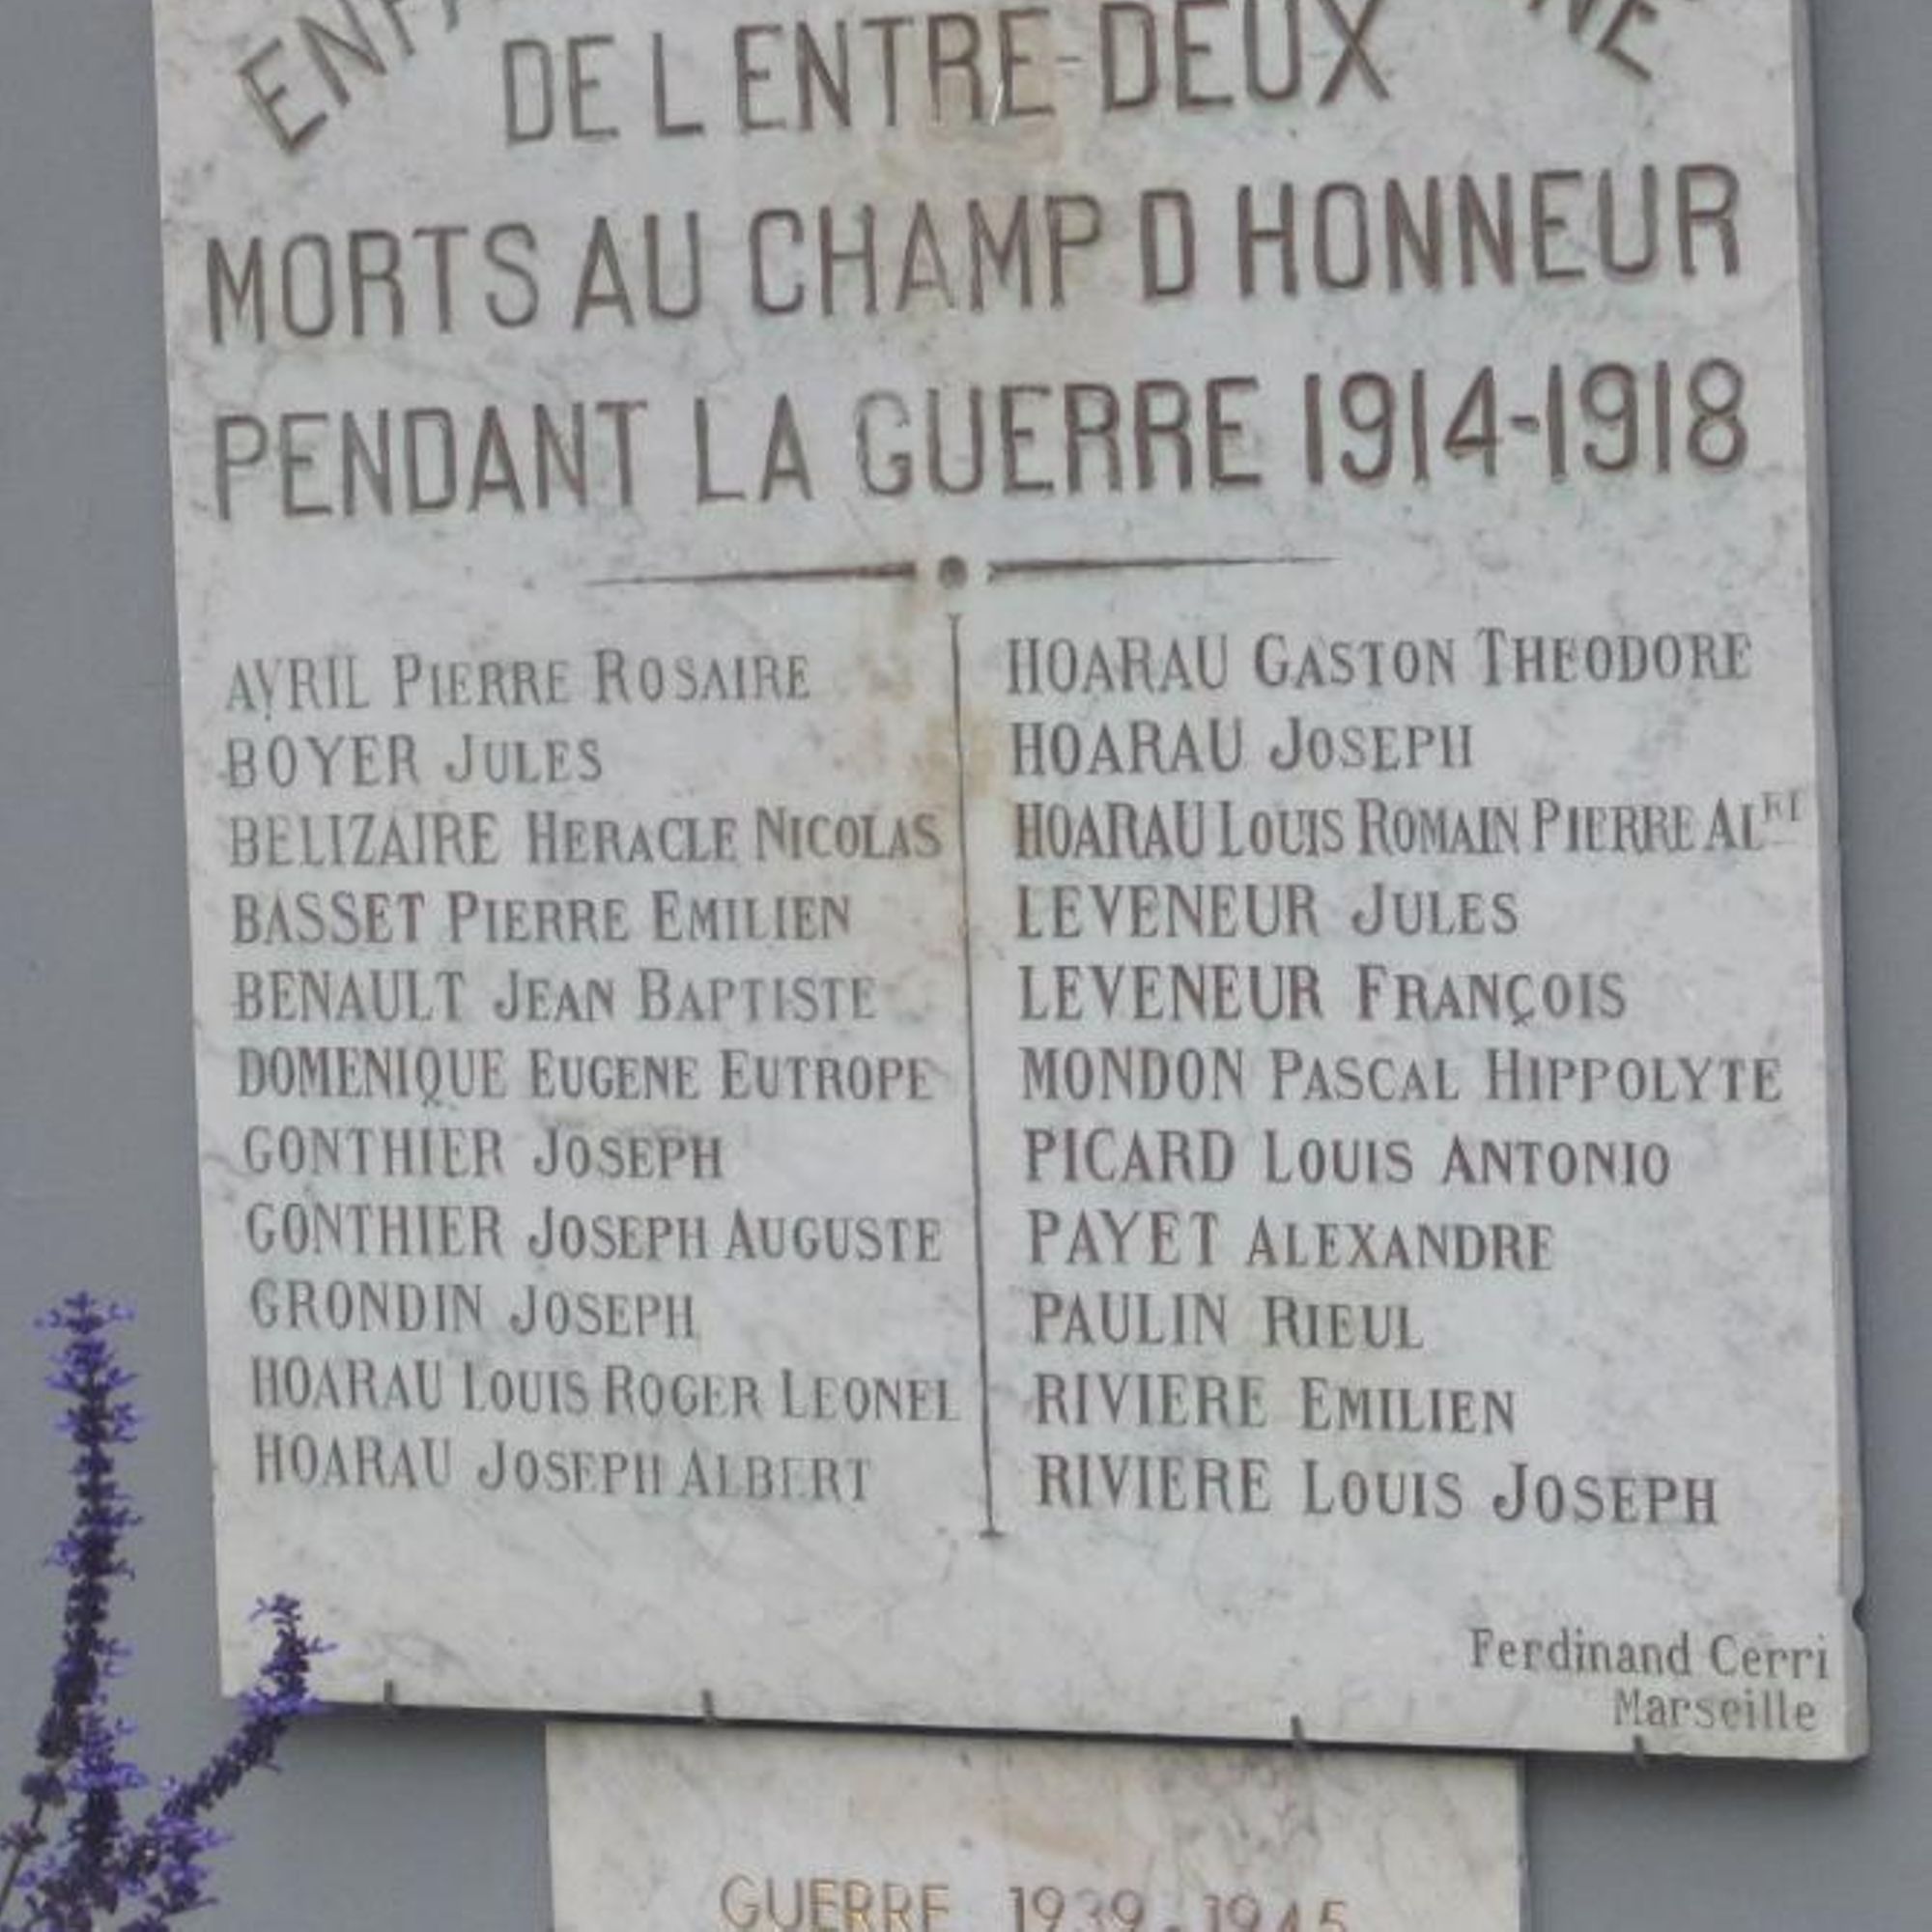 DE L ENTRE-DEUX
MORTS AU CHAMP D HONNEUR
PENDANT LA GUERRE 1914-1918
AVRIL PIERRE ROSAIRE
BOYER JULES
BELIZAIRE HERACLE NICOLAS
BASSET PIERRE EMILIEN
BENAULT JEAN BAPTISTE
DOMENIQUE EUGENE EUTROPE
GONTHIER JOSEPH
GONTHIER JOSEPH AUGUSTE
GRONDIN JOSEPH
HOARAU LOUIS ROGER LEONEL
HOARAU JOSEPH ALBERT
HOARAU GASTON THEODORE
HOARAU JOSEPH
HOARAU LOUIS ROMAIN PIERRE
LEVENEUR JULES
LEVENEUR FRANÇOIS
MONDON PASCAL HIPPOLYTE
PICARD LOUIS ANTONIO
PAYET ALEXANDRE
PAULIN RIEUL
RIVIERE EMILIEN
RIVIERE LOUIS JOSEPH
Ferdinand Cerri
Marseille
GUERRE 1939-1945